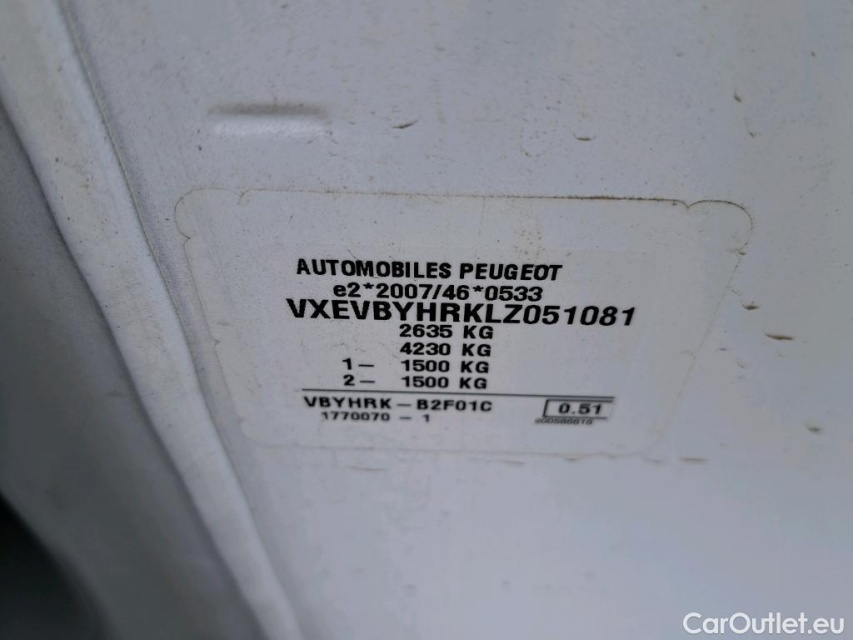 AUTOMOBILES PEUGEOT
e2*2007/46*0533
VXEVBYHRKLZ051081
2635 KG
4230 KG
1– 1500 KG
2– 1500 KG
VBYHRK – B2F01C
0.51
1770070 – 1
CarOutlet.eu